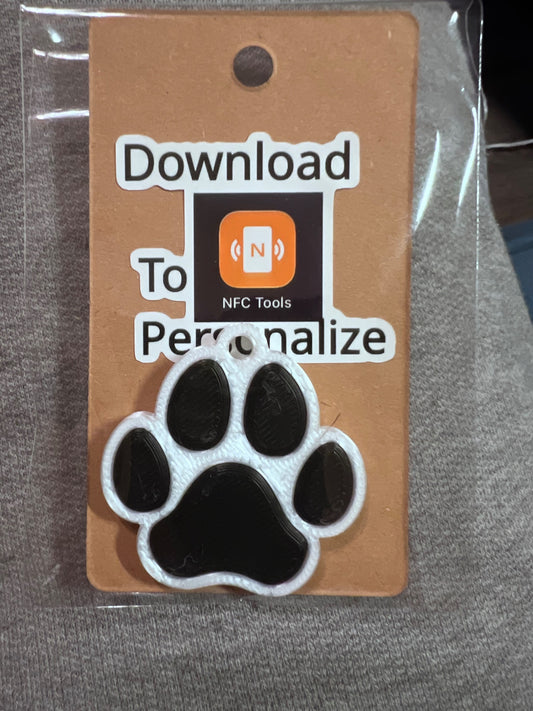 Download
N
To
NFC Tools
Personalize